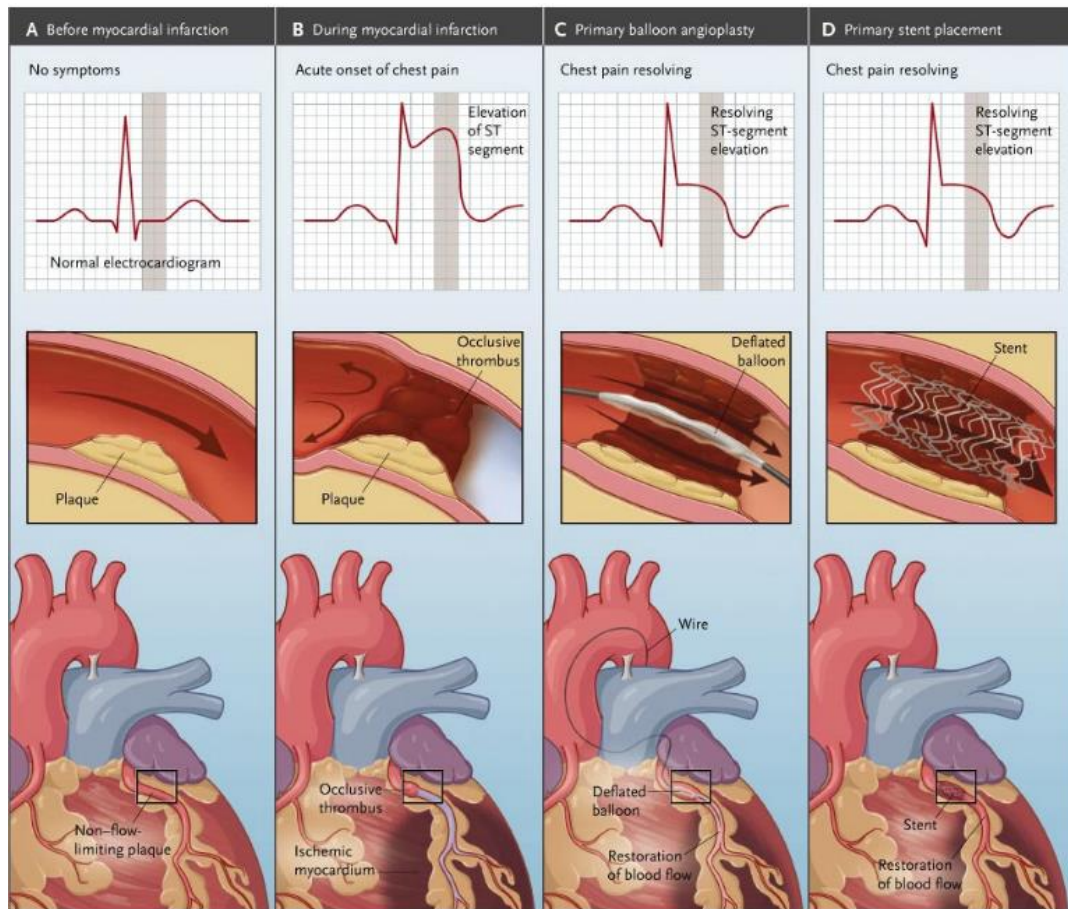 A Before myocardial infarction
No symptoms
Normal electrocardiogram
Plaque
Non–flow-
limiting plaque
B During myocardial infarction
Acute onset of chest pain
Elevation
of ST
segment
Occlusive
thrombus
Plaque
Occlusive
thrombus
Ischemic
myocardium
C Primary balloon angioplasty
Chest pain resolving
Resolving
ST-segment
elevation
Deflated
balloon
Wire
Deflated
balloon
Restoration
of blood flow
D Primary stent placement
Chest pain resolving
Resolving
ST-segment
elevation
Stent
Stent
Restoration
of blood flow